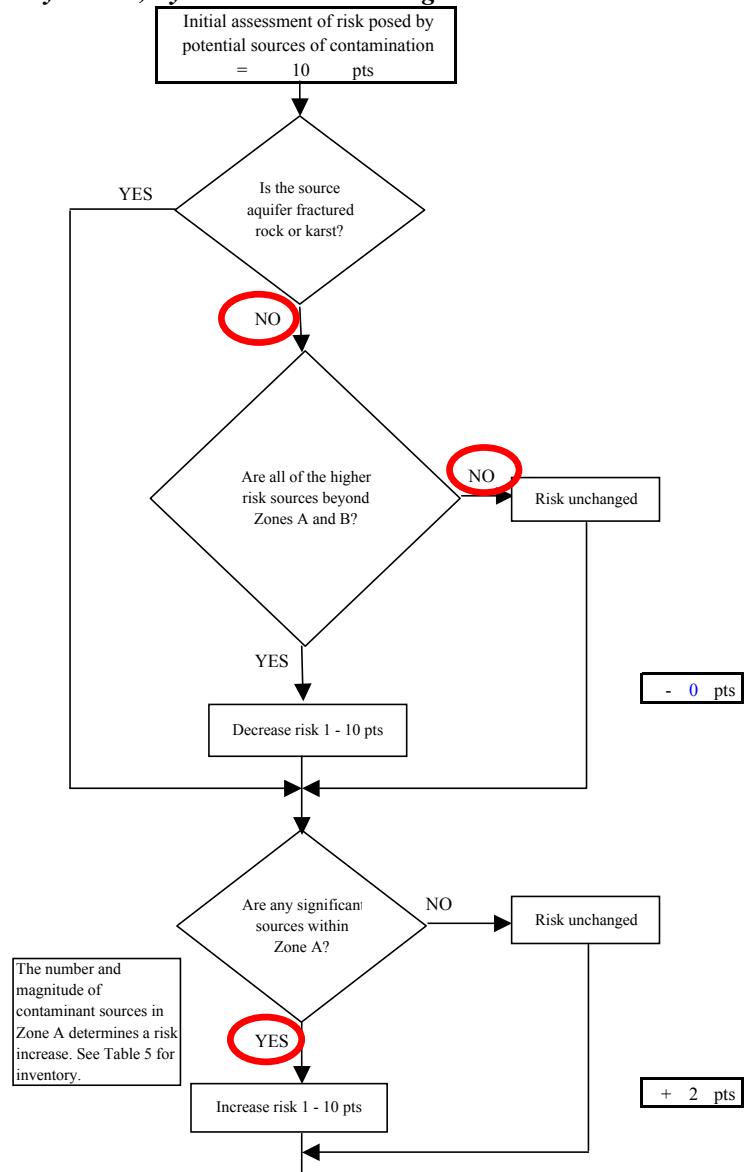 Initial assessment of risk posed by
potential sources of contamination
= 10 pts
YES
Is the source
aquifer fractured
rock or karst?
NO
Are all of the higher
risk sources beyond
Zones A and B?
NO
Risk unchanged
YES
- 0 pts
Decrease risk 1 - 10 pts
Are any significant
sources within
Zone A?
NO
Risk unchanged
The number and
magnitude of
contaminant sources in
Zone A determines a risk
increase. See Table 5 for
inventory.
YES
Increase risk 1 - 10 pts
+ 2 pts